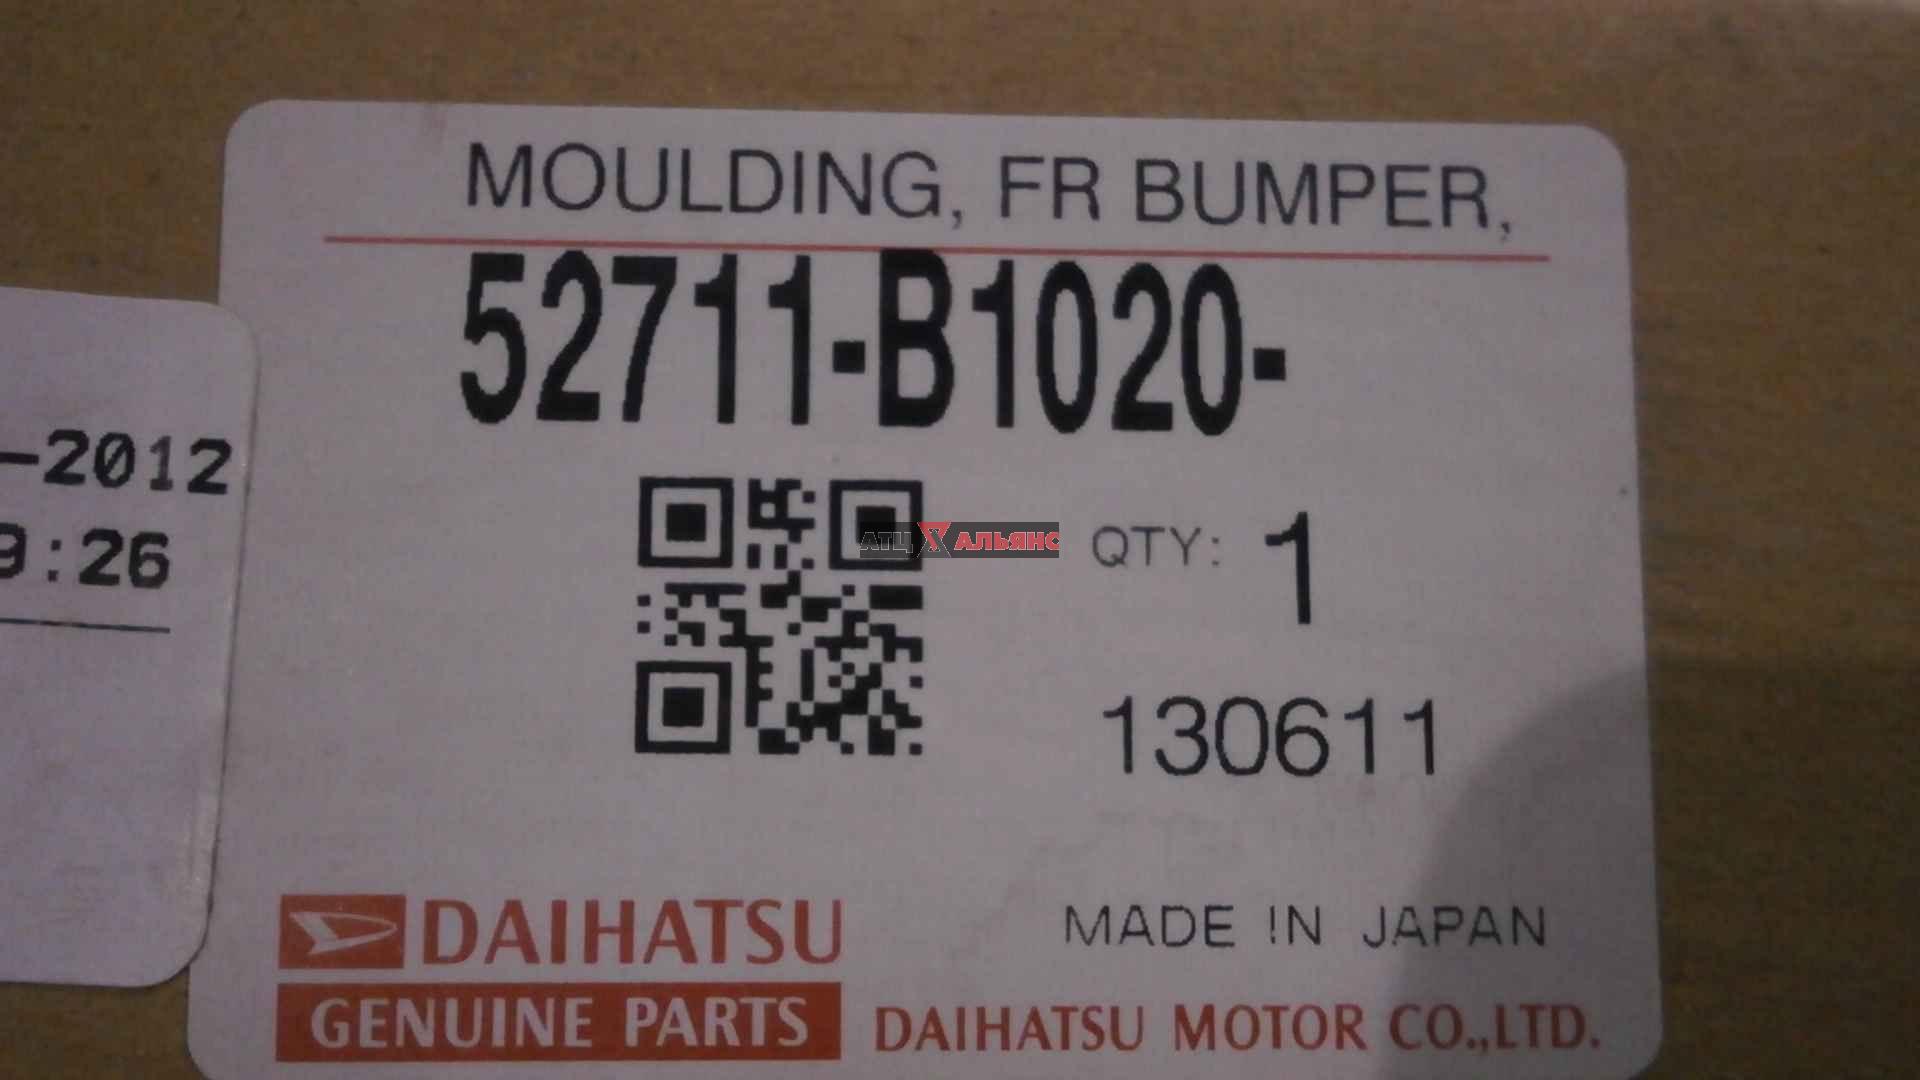 MOULDING, FR BUMPER,
52711-B1020-
-2012
9:26
АТЦ АЛЬЯНС
QTY: 1
130611
DAIHATSU
MADE IN JAPAN
GENUINE PARTS
DAIHATSU MOTOR CO.,LTD.